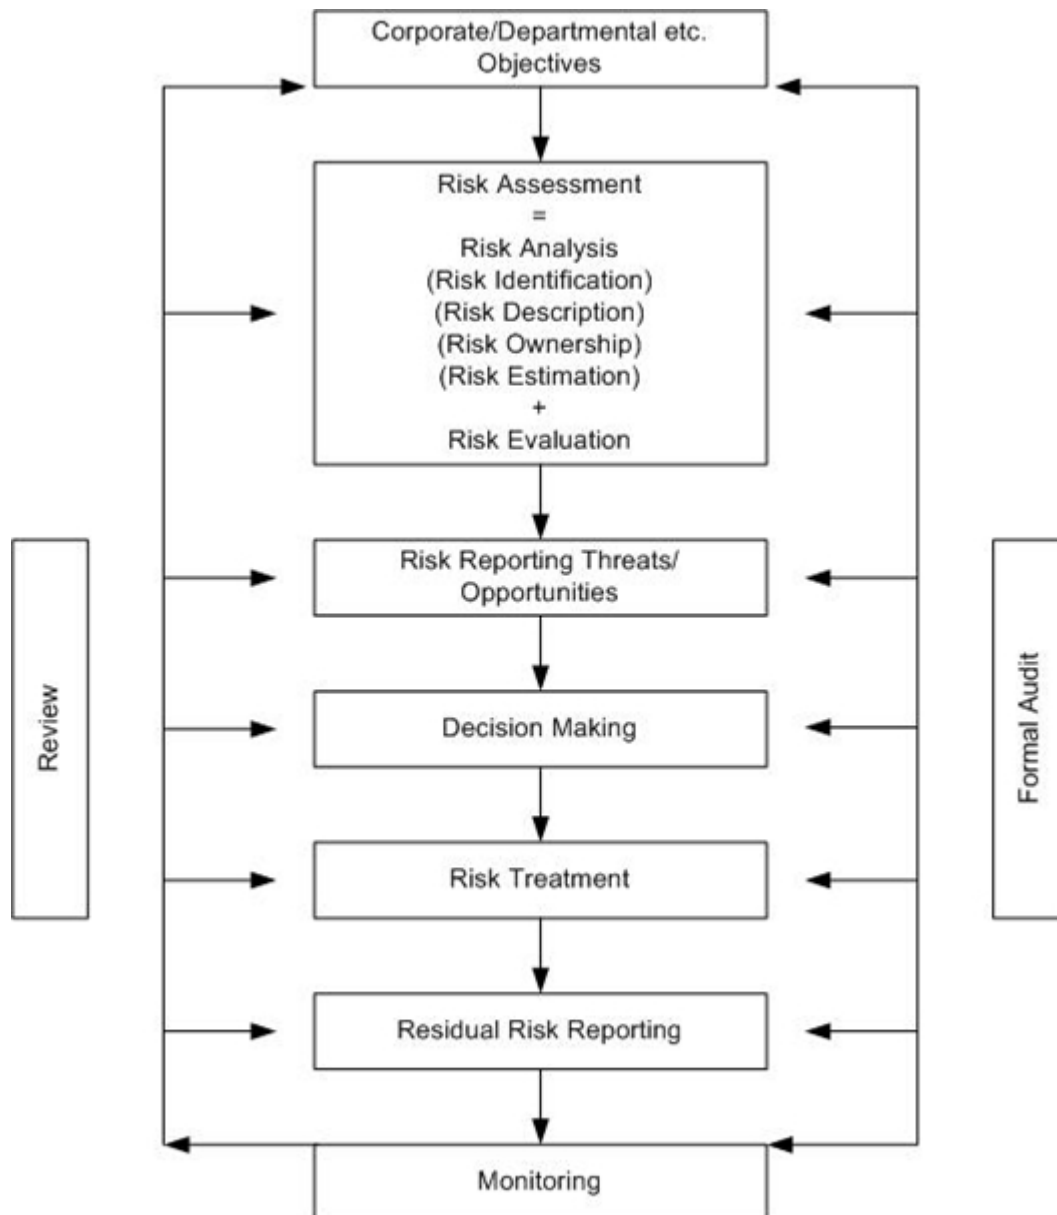 Corporate/Departmental etc.
Objectives
Risk Assessment
=
Risk Analysis
(Risk Identification)
(Risk Description)
(Risk Ownership)
(Risk Estimation)
+
Risk Evaluation
Risk Reporting Threats/
Opportunities
Review
Formal Audit
Decision Making
Risk Treatment
Residual Risk Reporting
Monitoring